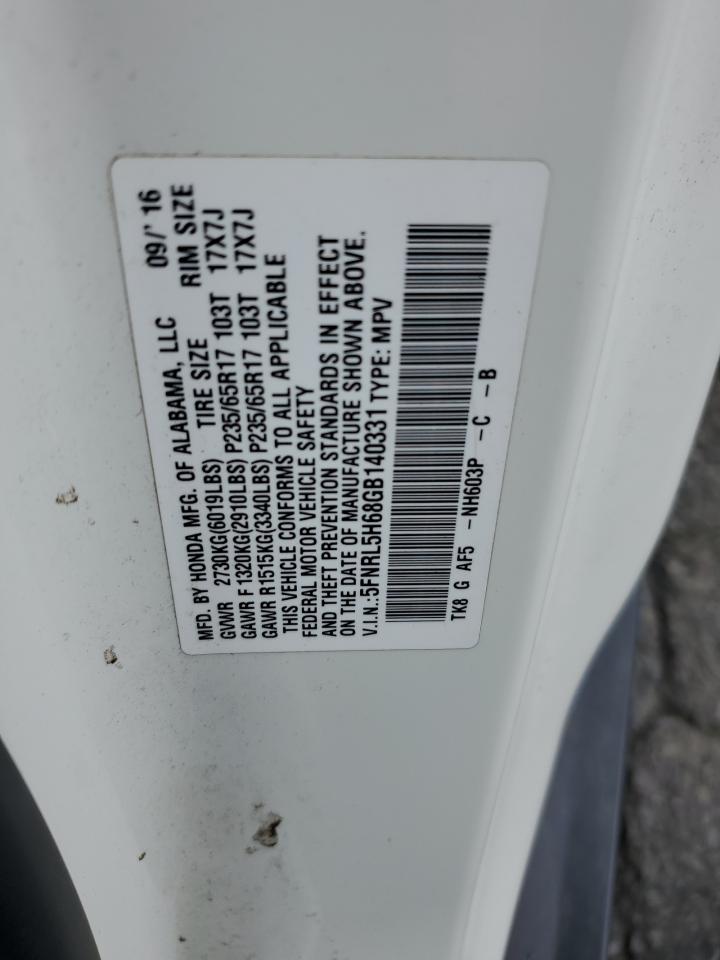 MFD. BY HONDA MFG. OF ALABAMA, LLC 09/' 16
GVWR 2730KG(6019LBS) TIRE SIZE RIM SIZE
GAWR F 1320KG(2910LBS) P235/65R17 103T 17X7J
GAWR R1515KG(3340LBS) P235/65R17 103T 17X7J
THIS VEHICLE CONFORMS TO ALL APPLICABLE
FEDERAL MOTOR VEHICLE SAFETY
AND THEFT PREVENTION STANDARDS IN EFFECT
ON THE DATE OF MANUFACTURE SHOWN ABOVE.
V.I.N.:5FNRL5H68GB140331 TYPE: MPV
TK8 G AF5 -NH603P -C -B